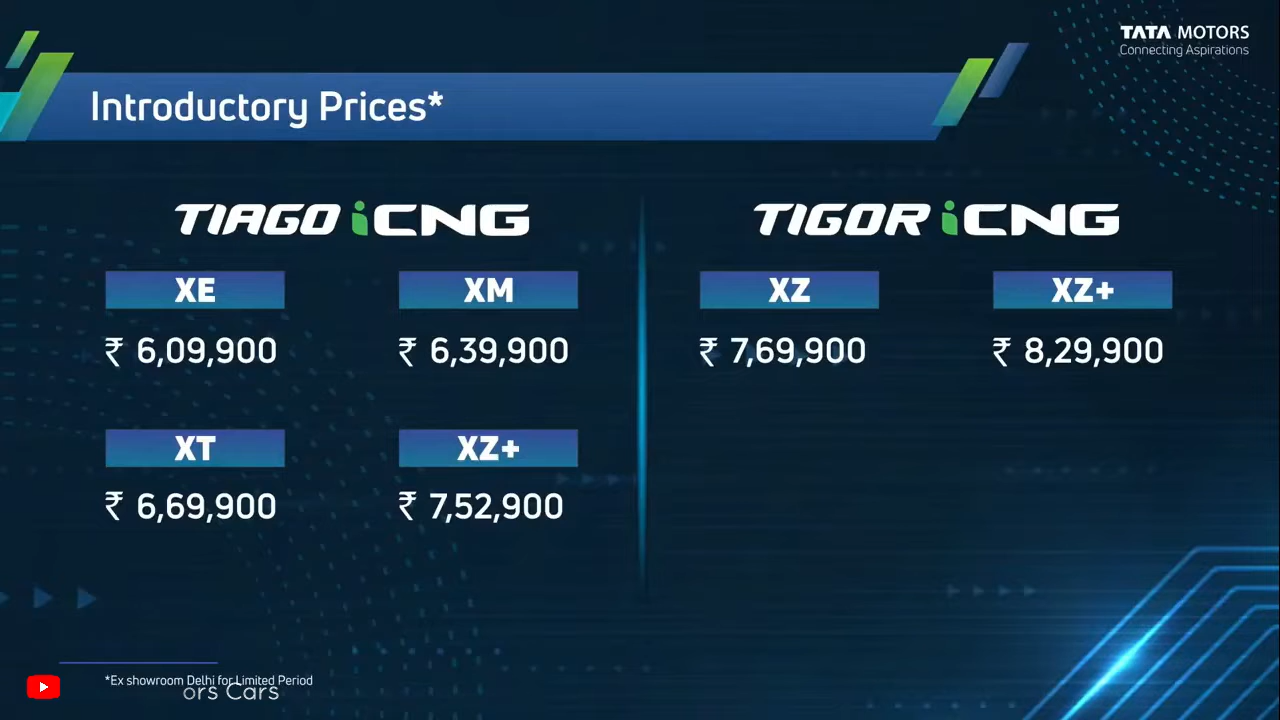 TATA MOTORS
Connecting Aspirations
Introductory Prices*
TIAGO iCNG
XE
₹ 6,09,900
XM
₹ 6,39,900
XT
₹ 6,69,900
XZ+
₹ 7,52,900
TIGOR iCNG
XZ
₹ 7,69,900
XZ+
₹ 8,29,900
*Ex showroom Delhi for Limited Period
ors Cars